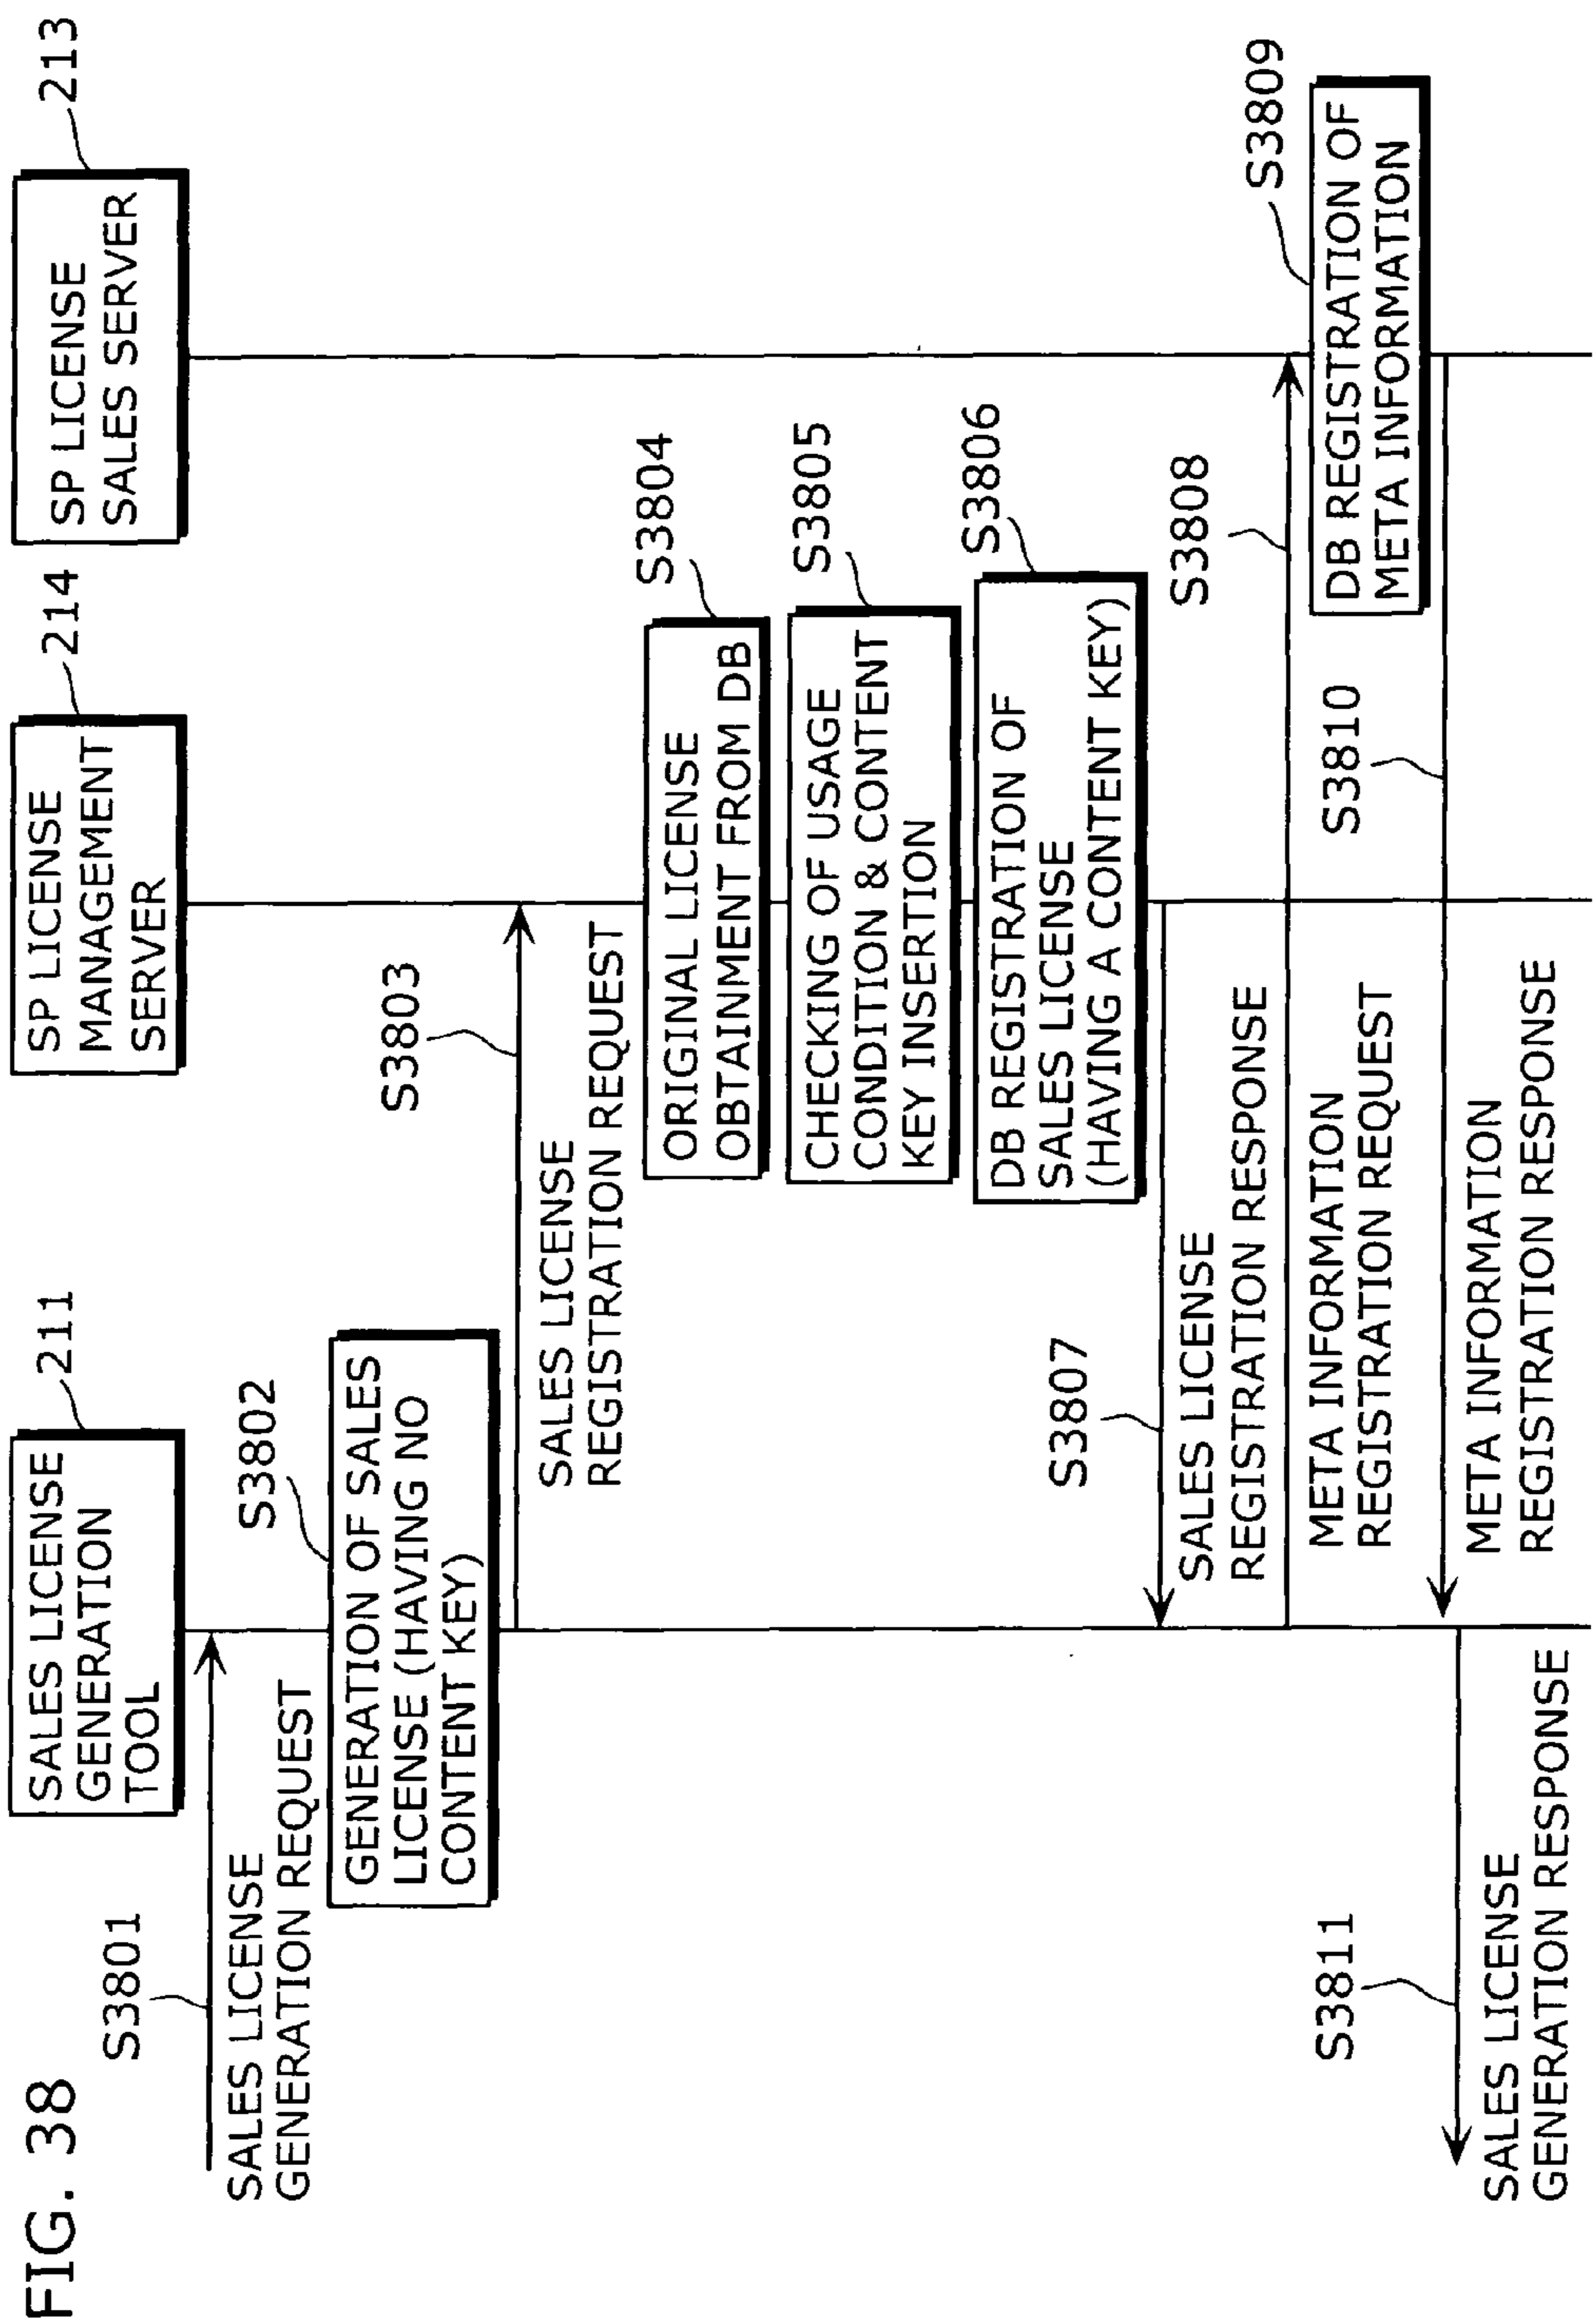 FIG. 38
SALES LICENSE
GENERATION
TOOL
211
SP LICENSE
MANAGEMENT
SERVER
214
SP LICENSE
SALES SERVER
213
S3801
SALES LICENSE
GENERATION REQUEST
S3802
GENERATION OF SALES
LICENSE (HAVING NO
CONTENT KEY)
S3803
SALES LICENSE
REGISTRATION REQUEST
S3804
ORIGINAL LICENSE
OBTAINMENT FROM DB
S3805
CHECKING OF USAGE
CONDITION & CONTENT
KEY INSERTION
S3806
DB REGISTRATION OF
SALES LICENSE
(HAVING A CONTENT KEY)
S3807
SALES LICENSE
REGISTRATION RESPONSE
S3808
META INFORMATION
REGISTRATION REQUEST
S3809
DB REGISTRATION OF
META INFORMATION
S3810
META INFORMATION
REGISTRATION RESPONSE
S3811
SALES LICENSE
GENERATION RESPONSE